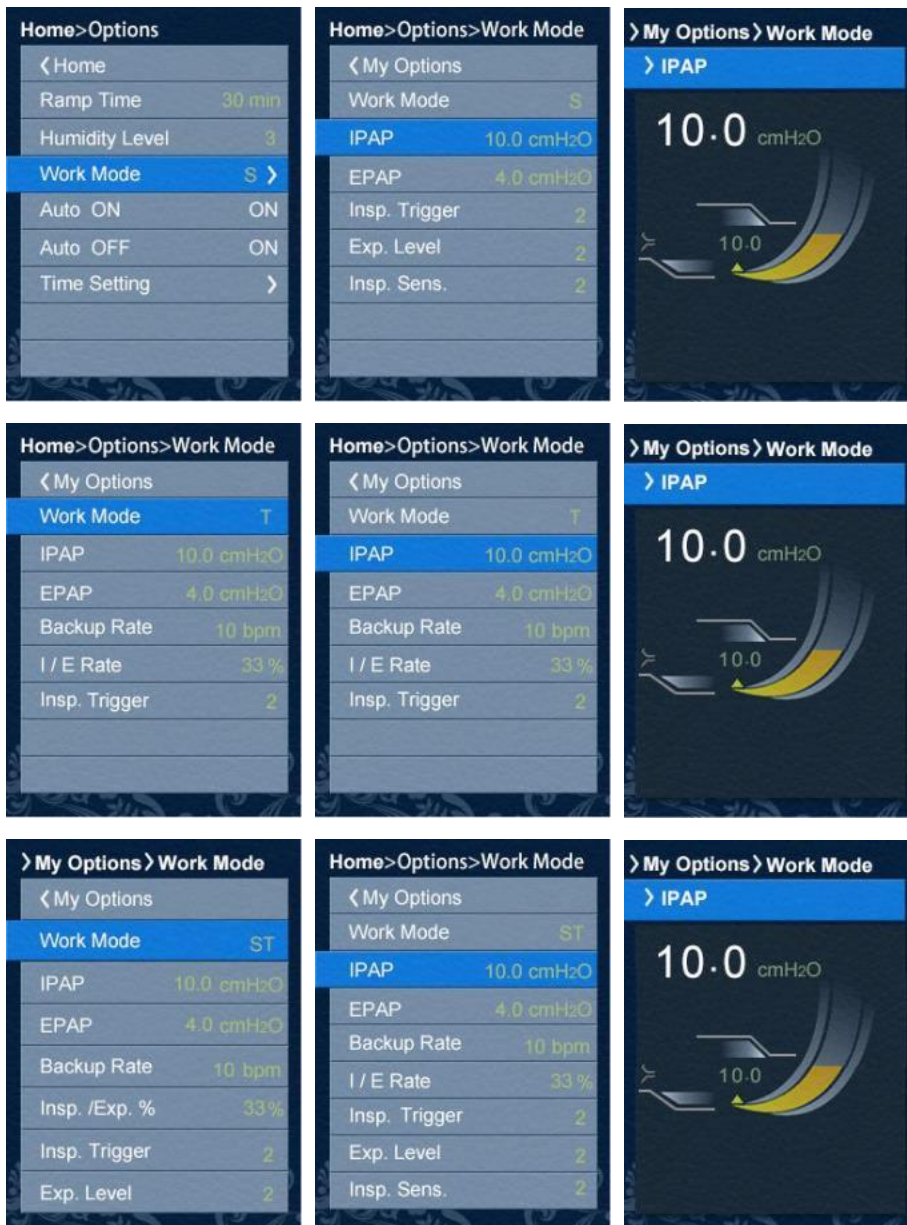 Home>Options
<Home
Ramp Time 30 min
Humidity Level 3
Work Mode S >
Auto ON ON
Auto OFF ON
Time Setting >
Home>Options>Work Mode
<My Options
Work Mode S
IPAP 10.0 cmH2O
EPAP 4.0 cmH2O
Insp. Trigger 2
Exp. Level 2
Insp. Sens. 2
>My Options>Work Mode
> IPAP
10.0 cmH2O
10.0
Home>Options>Work Mode
<My Options
Work Mode T
IPAP 10.0 cmH2O
EPAP 4.0 cmH2O
Backup Rate 10 bpm
I / E Rate 33 %
Insp. Trigger 2
Home>Options>Work Mode
<My Options
Work Mode T
IPAP 10.0 cmH2O
EPAP 4.0 cmH2O
Backup Rate 10 bpm
I / E Rate 33 %
Insp. Trigger 2
>My Options>Work Mode
> IPAP
10.0 cmH2O
10.0
>My Options>Work Mode
<My Options
Work Mode ST
IPAP 10.0 cmH2O
EPAP 4.0 cmH2O
Backup Rate 10 bpm
Insp. /Exp. % 33%
Insp. Trigger 2
Exp. Level 2
Home>Options>Work Mode
<My Options
Work Mode ST
IPAP 10.0 cmH2O
EPAP 4.0 cmH2O
Backup Rate 10 bpm
I / E Rate 33 %
Insp. Trigger 2
Exp. Level 2
Insp. Sens. 2
>My Options>Work Mode
> IPAP
10.0 cmH2O
10.0